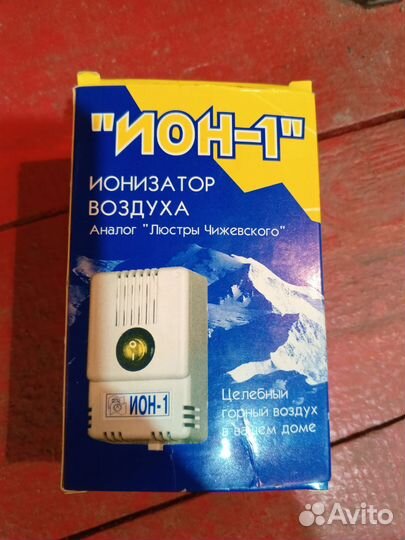 "ИОН-1"
ИОНИЗАТОР
ВОЗДУХА
Аналог "Люстры Чижевского"
ИОН-1
Целебный
горный воздух
в вашем доме
Avito